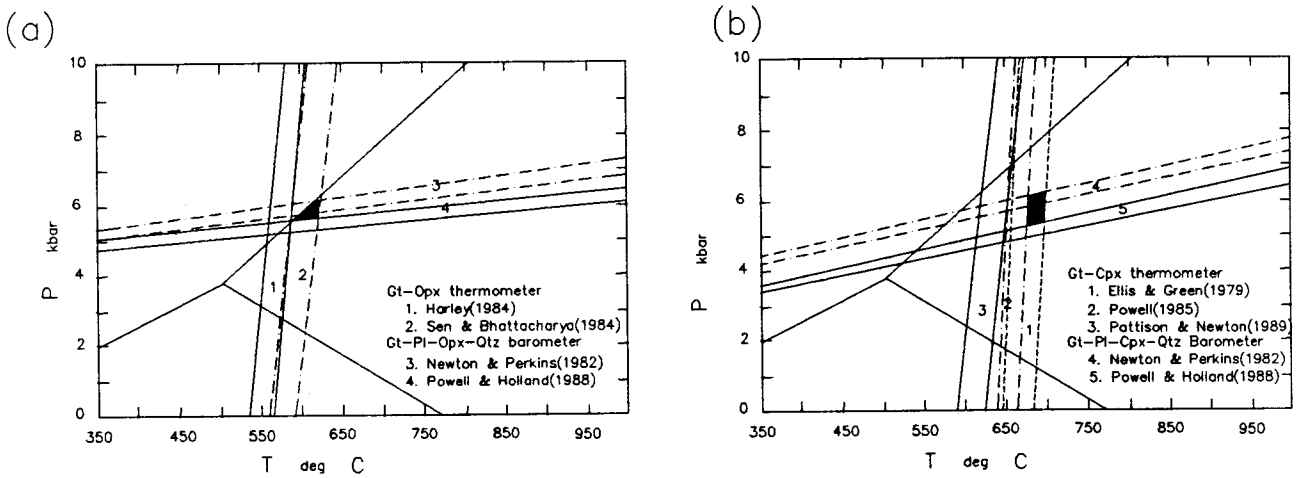 (a)
10
8
6
4
2
0
P kbar
350 450 550 650 750 850 950
T deg C
3
4
1
2
Gt-Opx thermometer
1. Harley(1984)
2. Sen & Bhattacharya(1984)
Gt-Pl-Opx-Qtz barometer
3. Newton & Perkins(1982)
4. Powell & Holland(1988)
(b)
10
8
6
4
2
0
P kbar
350 450 550 650 750 850 950
T deg C
4
5
3
2
1
Gt-Cpx thermometer
1. Ellis & Green(1979)
2. Powell(1985)
3. Pattison & Newton(1989)
Gt-Pl-Cpx-Qtz Barometer
4. Newton & Perkins(1982)
5. Powell & Holland(1988)